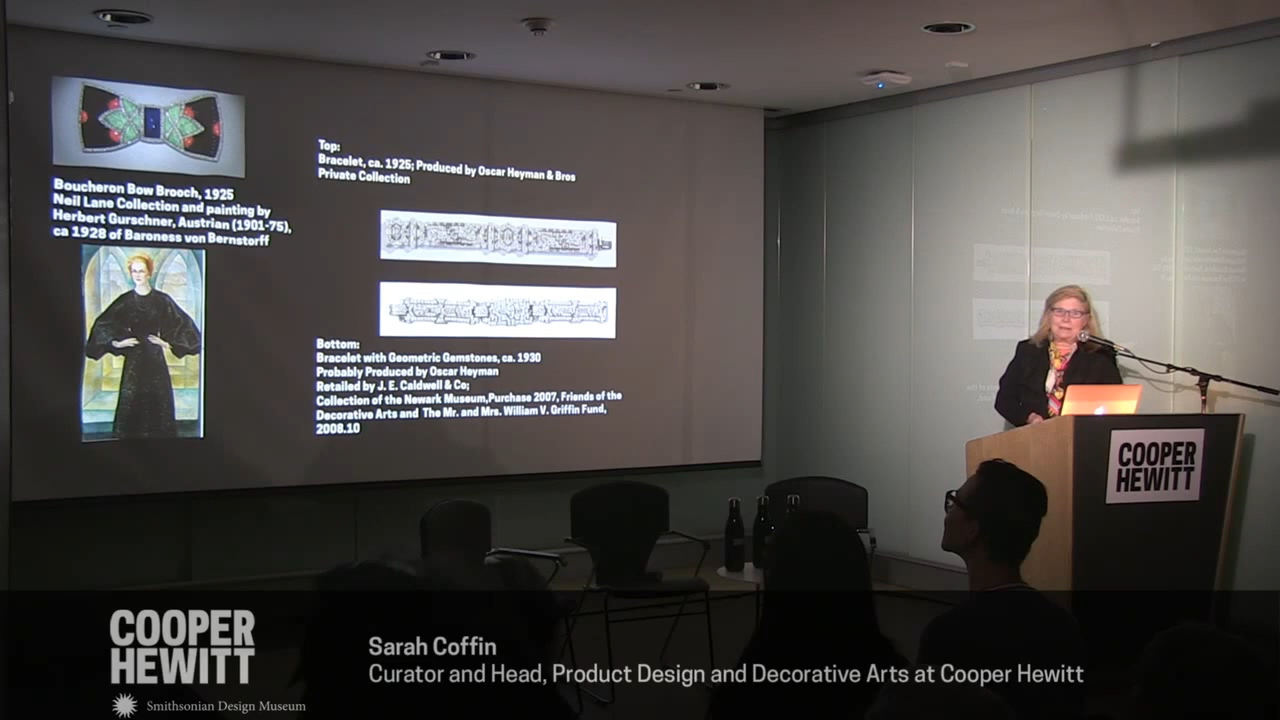 Boucheron Bow Brooch, 1925
Neil Lane Collection and painting by
Herbert Gurschner, Austrian (1901-75),
ca 1928 of Baroness von Bernstorff
Top:
Bracelet, ca. 1925; Produced by Oscar Heyman & Bros
Private Collection
Bottom:
Bracelet with Geometric Gemstones, ca. 1930
Probably Produced by Oscar Heyman
Retailed by J. E. Caldwell & Co;
Collection of the Newark Museum,Purchase 2007, Friends of the
Decorative Arts and The Mr. and Mrs. William V. Griffin Fund,
2008.10
COOPER
HEWITT
COOPER
HEWITT
Smithsonian Design Museum
Sarah Coffin
Curator and Head, Product Design and Decorative Arts at Cooper Hewitt